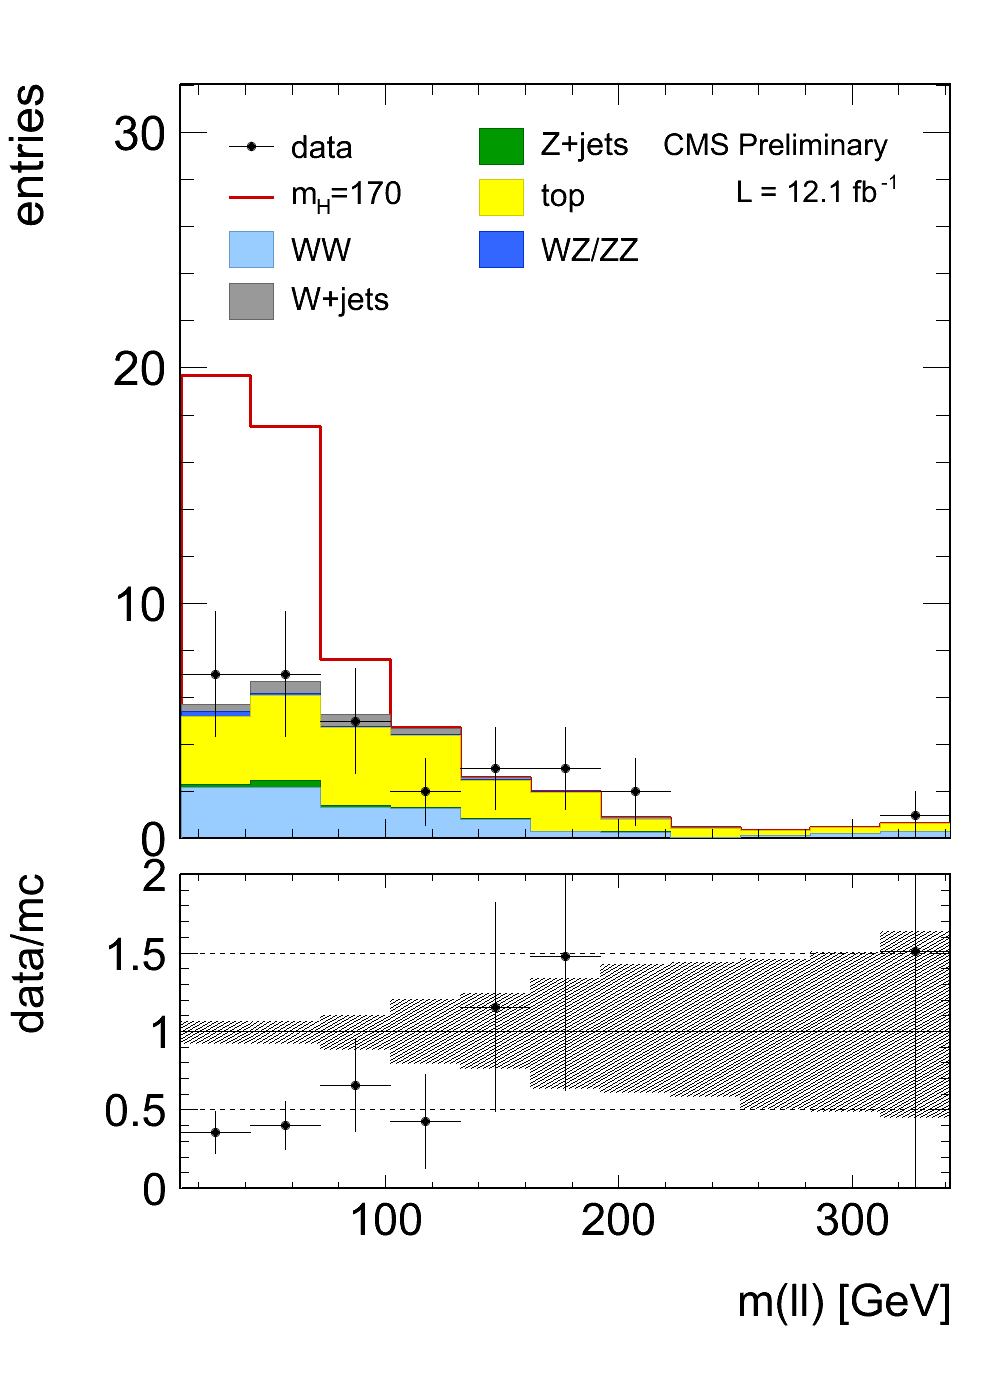 entries
30
20
10
0
data
m_H=170
WW
W+jets
Z+jets
top
WZ/ZZ
CMS Preliminary
L = 12.1 fb⁻¹
data/mc
2
1.5
1
0.5
0
100 200 300
m(ll) [GeV]